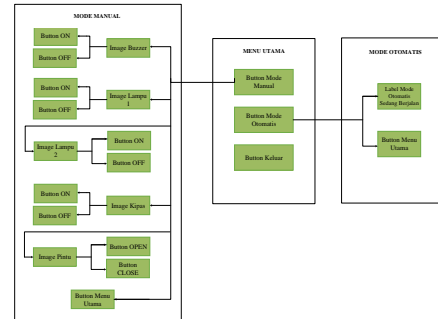 MODE MANUAL
Button ON
Button OFF
Image Buzzer
Button ON
Button OFF
Image Lampu
1
Image Lampu
2
Button ON
Button OFF
Button ON
Button OFF
Image Kipas
Image Pintu
Button OPEN
Button
CLOSE
Button Menu
Utama
MENU UTAMA
Button Mode
Manual
Button Mode
Otomatis
Button Keluar
MODE OTOMATIS
Label Mode
Otomatis
Sedang Berjalan
Button Menu
Utama